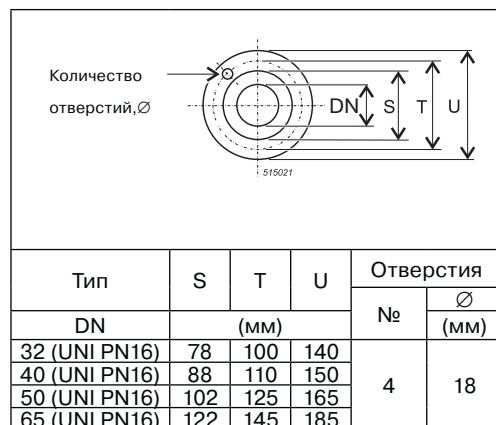 Количество
отверстий,∅
DN S T U
515021
Тип S T U Отверстия
№ ∅
DN (мм) (мм)
32 (UNI PN16) 78 100 140
40 (UNI PN16) 88 110 150
4 18
50 (UNI PN16) 102 125 165
65 (UNI PN16) 122 145 185